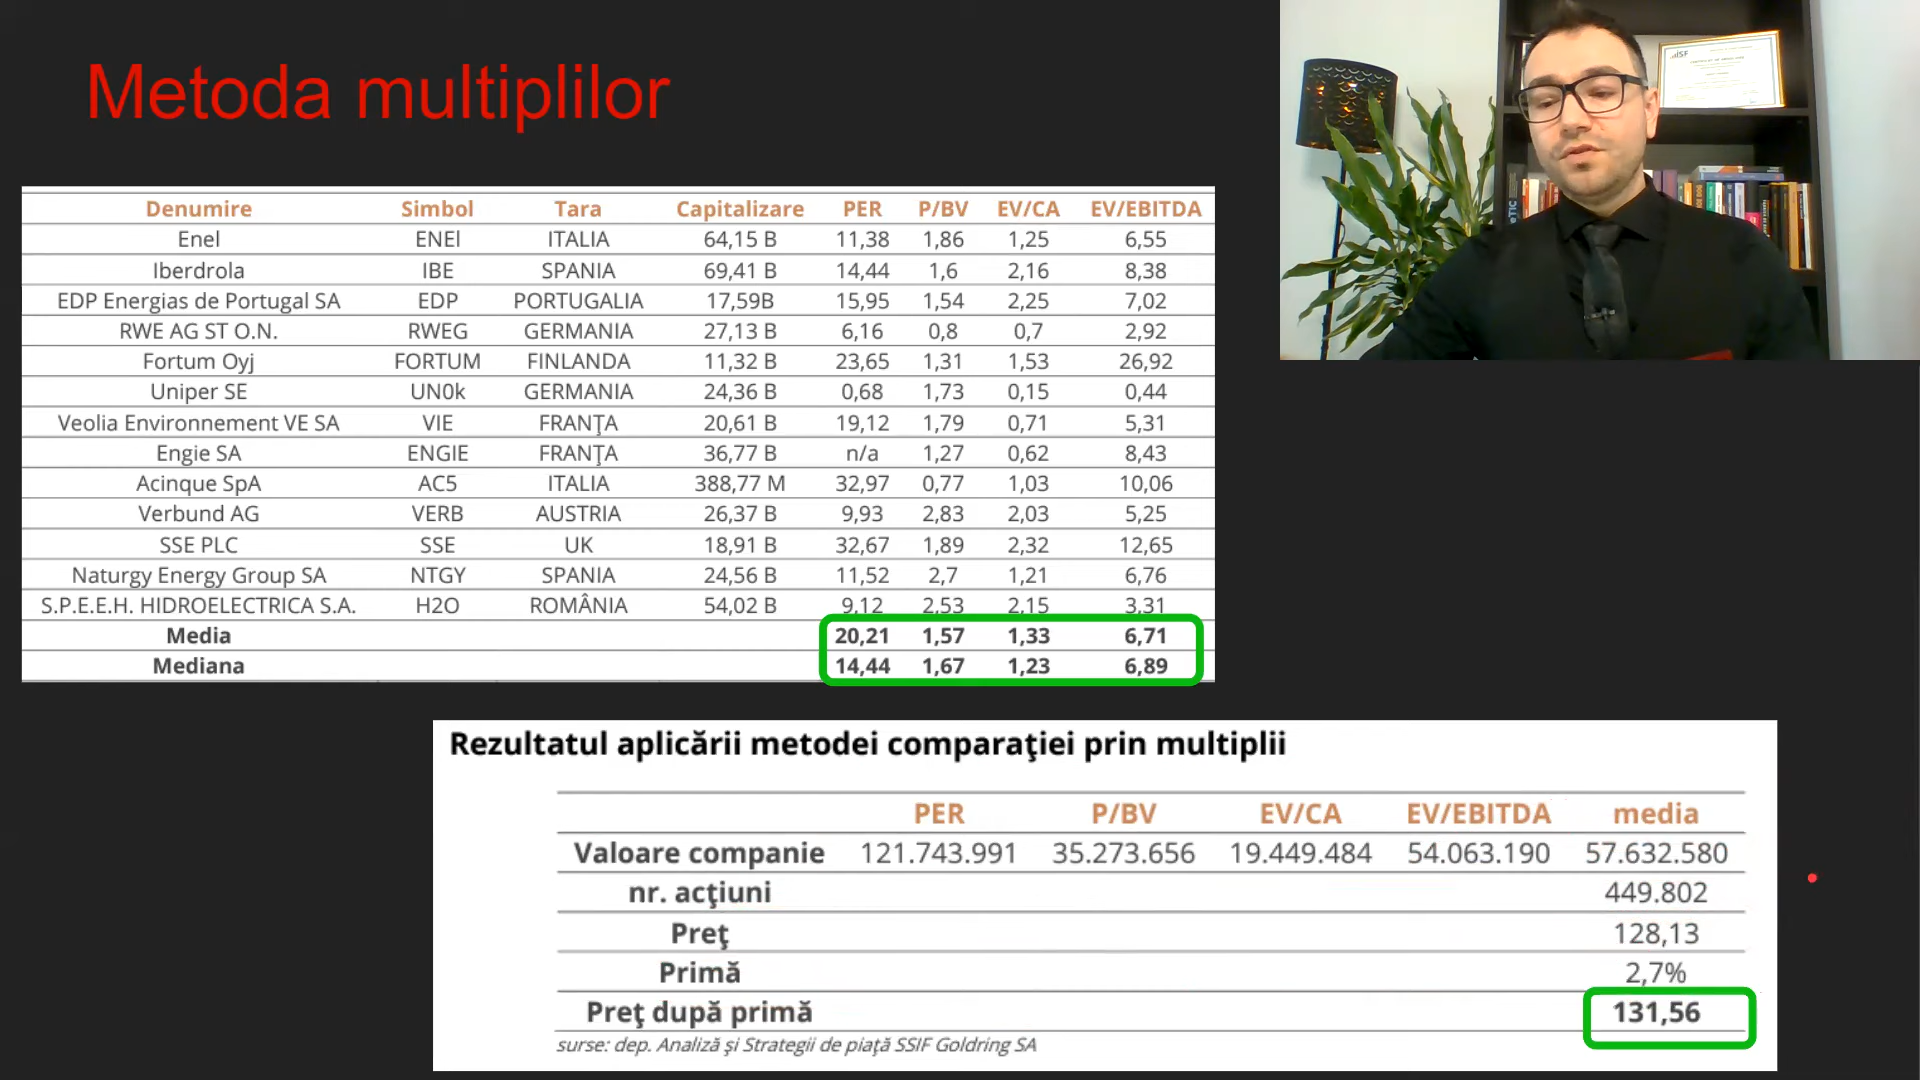 Metoda multiplilor
Denumire Simbol Tara Capitalizare PER P/BV EV/CA EV/EBITDA
Enel ENEI ITALIA 64,15 B 11,38 1,86 1,25 6,55
Iberdrola IBE SPANIA 69,41 B 14,44 1,6 2,16 8,38
EDP Energias de Portugal SA EDP PORTUGALIA 17,59B 15,95 1,54 2,25 7,02
RWE AG ST O.N. RWEG GERMANIA 27,13 B 6,16 0,8 0,7 2,92
Fortum Oyj FORTUM FINLANDA 11,32 B 23,65 1,31 1,53 26,92
Uniper SE UN0k GERMANIA 24,36 B 0,68 1,73 0,15 0,44
Veolia Environnement VE SA VIE FRANŢA 20,61 B 19,12 1,79 0,71 5,31
Engie SA ENGIE FRANŢA 36,77 B n/a 1,27 0,62 8,43
Acinque SpA AC5 ITALIA 388,77 M 32,97 0,77 1,03 10,06
Verbund AG VERB AUSTRIA 26,37 B 9,93 2,83 2,03 5,25
SSE PLC SSE UK 18,91 B 32,67 1,89 2,32 12,65
Naturgy Energy Group SA NTGY SPANIA 24,56 B 11,52 2,7 1,21 6,76
S.P.E.E.H. HIDROELECTRICA S.A. H2O ROMÂNIA 54,02 B 9,12 2,53 2,15 3,31
Media 20,21 1,57 1,33 6,71
Mediana 14,44 1,67 1,23 6,89
Rezultatul aplicării metodei comparaţiei prin multiplii
PER P/BV EV/CA EV/EBITDA media
Valoare companie 121.743.991 35.273.656 19.449.484 54.063.190 57.632.580
nr. acţiuni 449.802
Preţ 128,13
Primă 2,7%
Preţ după primă 131,56
surse: dep. Analiză şi Strategii de piaţă SSIF Goldring SA